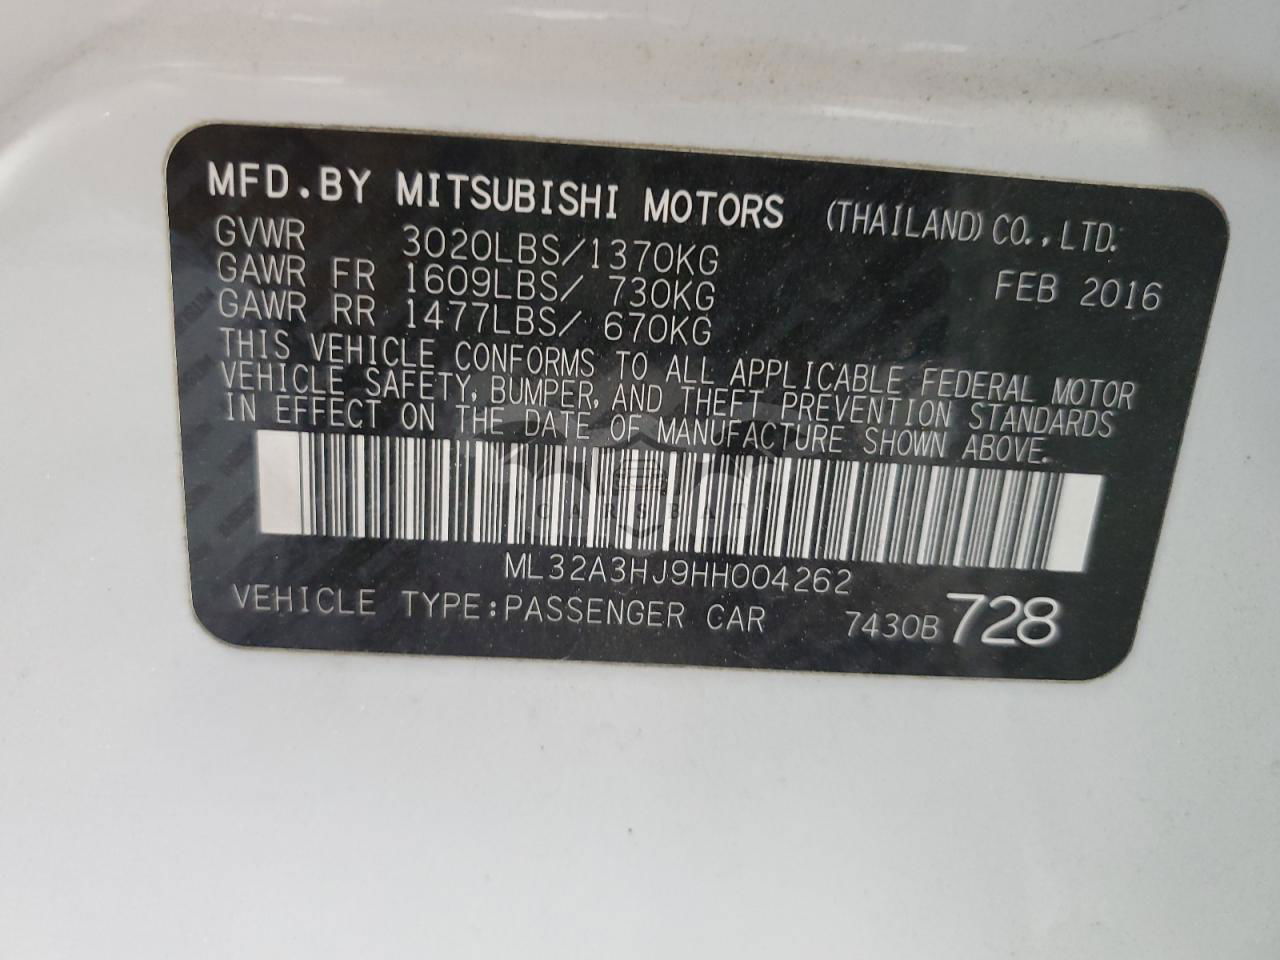 MFD.BY MITSUBISHI MOTORS (THAILAND) CO.,LTD.
GVWR 3020LBS/1370KG FEB 2016
GAWR FR 1609LBS/ 730KG
GAWR RR 1477LBS/ 670KG
THIS VEHICLE CONFORMS TO ALL APPLICABLE FEDERAL MOTOR
VEHICLE SAFETY, BUMPER, AND THEFT PREVENTION STANDARDS
IN EFFECT ON THE DATE OF MANUFACTURE SHOWN ABOVE.
ML32A3HJ9HH004262
VEHICLE TYPE:PASSENGER CAR 7430B 728